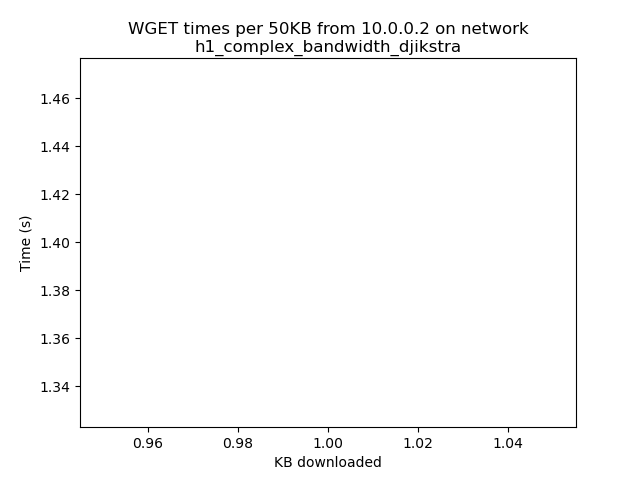 WGET times per 50KB from 10.0.0.2 on network
h1_complex_bandwidth_djikstra
1.46
1.44
1.42
1.40
1.38
1.36
1.34
Time (s)
0.96 0.98 1.00 1.02 1.04
KB downloaded